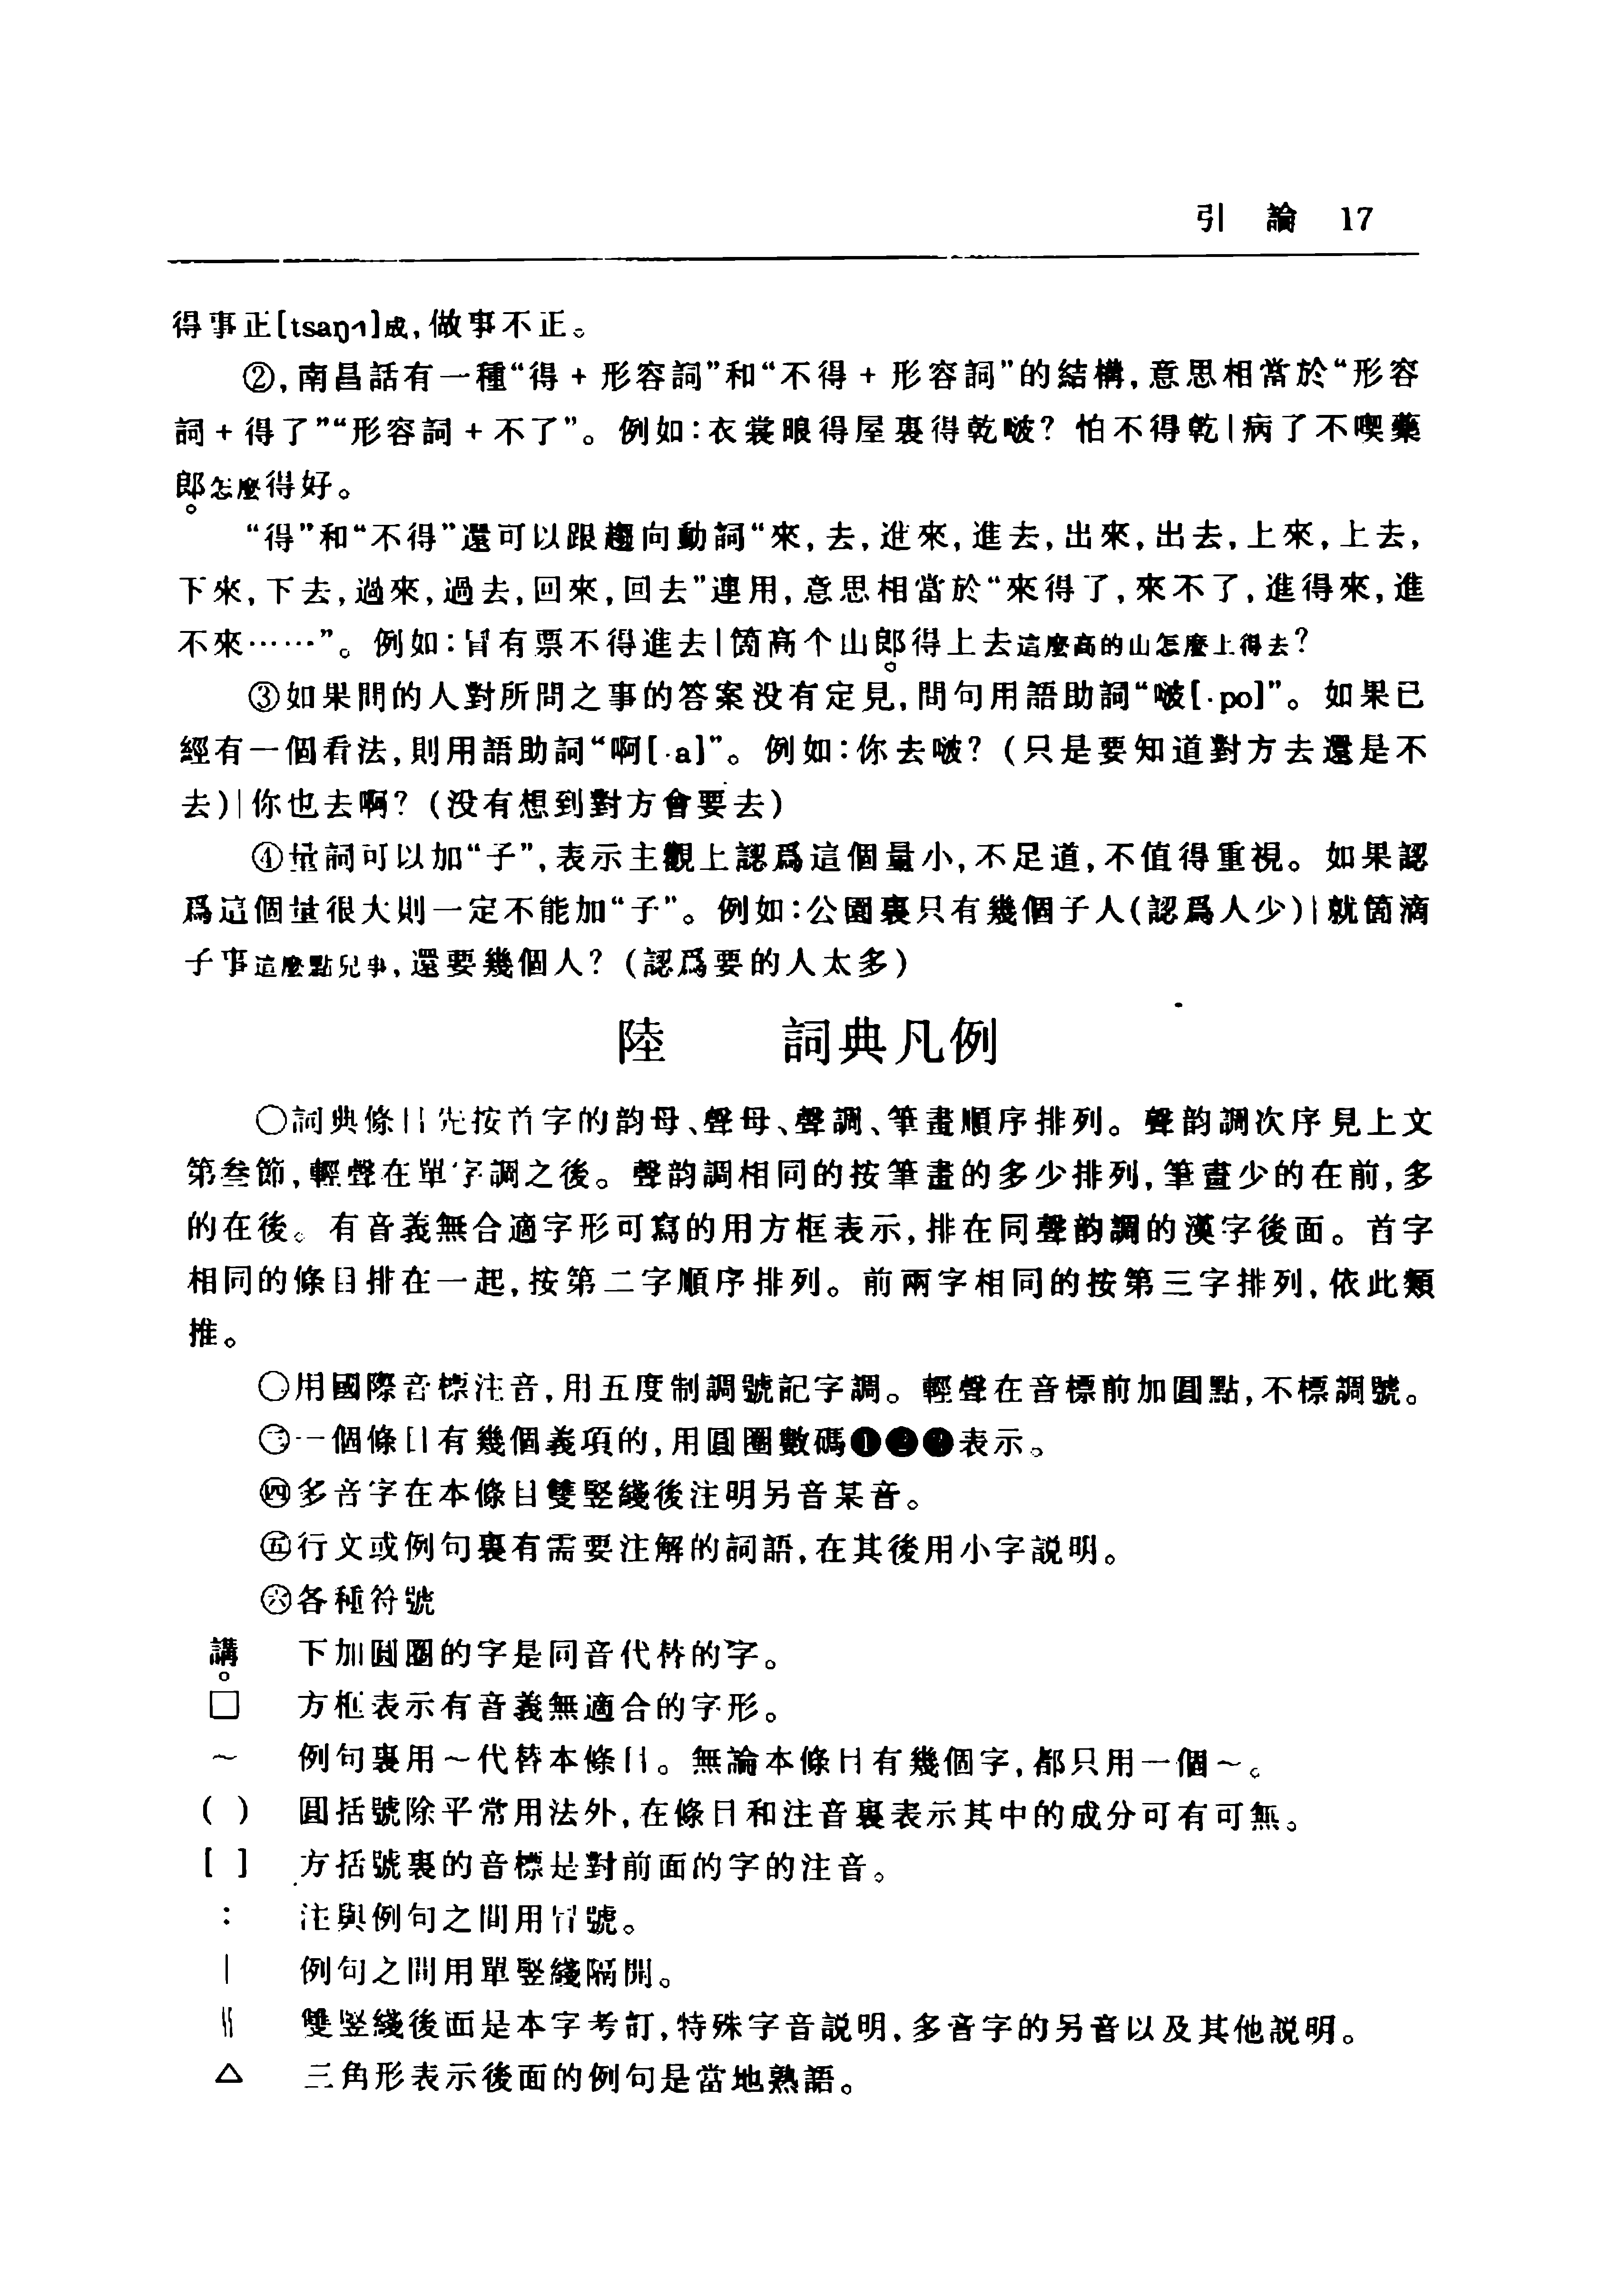 引 論 17
得事正[tsaŋ]成,做事不正。
②,南昌話有一種“得+形容詞”和“不得+形容詞”的結構,意思相當於“形容
詞+得了”“形容詞+不了”。例如:衣裳眼得屋裏得乾啵?怕不得乾|病了不喫藥
郎怎麽得好。
“得”和“不得”還可以跟趨向動詞“來,去,進來,進去,出來,出去,上來,上去,
下來,下去,過來,過去,回來,回去”連用,意思相當於“來得了,來不了,進得來,進
不來……”。例如:冒有票不得進去|箇高个山郎得上去這麽高的山怎麽上得去?
③如果問的人對所問之事的答案没有定見,問句用語助詞“啵[·po]”。如果已
經有一個看法,則用語助詞“啊[·a]”。例如:你去啵?(只是要知道對方去還是不
去)|你也去啊?(没有想到對方會要去)
④量詞可以加“子”,表示主觀上認爲這個量小,不足道,不值得重視。如果認
爲這個量很大則一定不能加“子”。例如:公園裏只有幾個子人(認爲人少)|就箇滴
子事這麽點兒事,還要幾個人?(認爲要的人太多)
陸 詞典凡例
㊀詞典條目先按首字的韵母、聲母、聲調、筆畫順序排列。聲韵調次序見上文
第叁節,輕聲在單字調之後。聲韵調相同的按筆畫的多少排列,筆畫少的在前,多
的在後。有音義無合適字形可寫的用方框表示,排在同聲韵調的漢字後面。首字
相同的條目排在一起,按第二字順序排列。前兩字相同的按第三字排列,依此類
推。
㊁用國際音標注音,用五度制調號記字調。輕聲在音標前加圓點,不標調號。
㊂一個條目有幾個義項的,用圓圈數碼❶❷❸表示。
㊃多音字在本條目雙竪綫後注明另音某音。
㊄行文或例句裏有需要注解的詞語,在其後用小字説明。
㊅各種符號
講 下加圓圈的字是同音代替的字。
□ 方框表示有音義無適合的字形。
～ 例句裏用～代替本條目。無論本條目有幾個字,都只用一個～。
( ) 圓括號除平常用法外,在條目和注音裏表示其中的成分可有可無。
[ ] 方括號裏的音標是對前面的字的注音。
: 注與例句之間用冒號。
| 例句之間用單竪綫隔開。
‖ 雙竪綫後面是本字考訂,特殊字音説明,多音字的另音以及其他説明。
△ 三角形表示後面的例句是當地熟語。